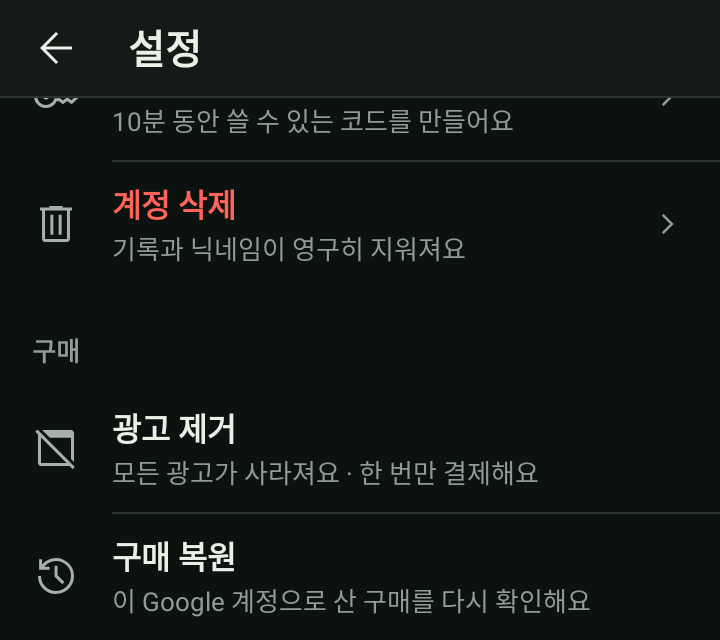 설정
10분 동안 쓸 수 있는 코드를 만들어요
계정 삭제
기록과 닉네임이 영구히 지워져요
구매
광고 제거
모든 광고가 사라져요 · 한 번만 결제해요
구매 복원
이 Google 계정으로 산 구매를 다시 확인해요